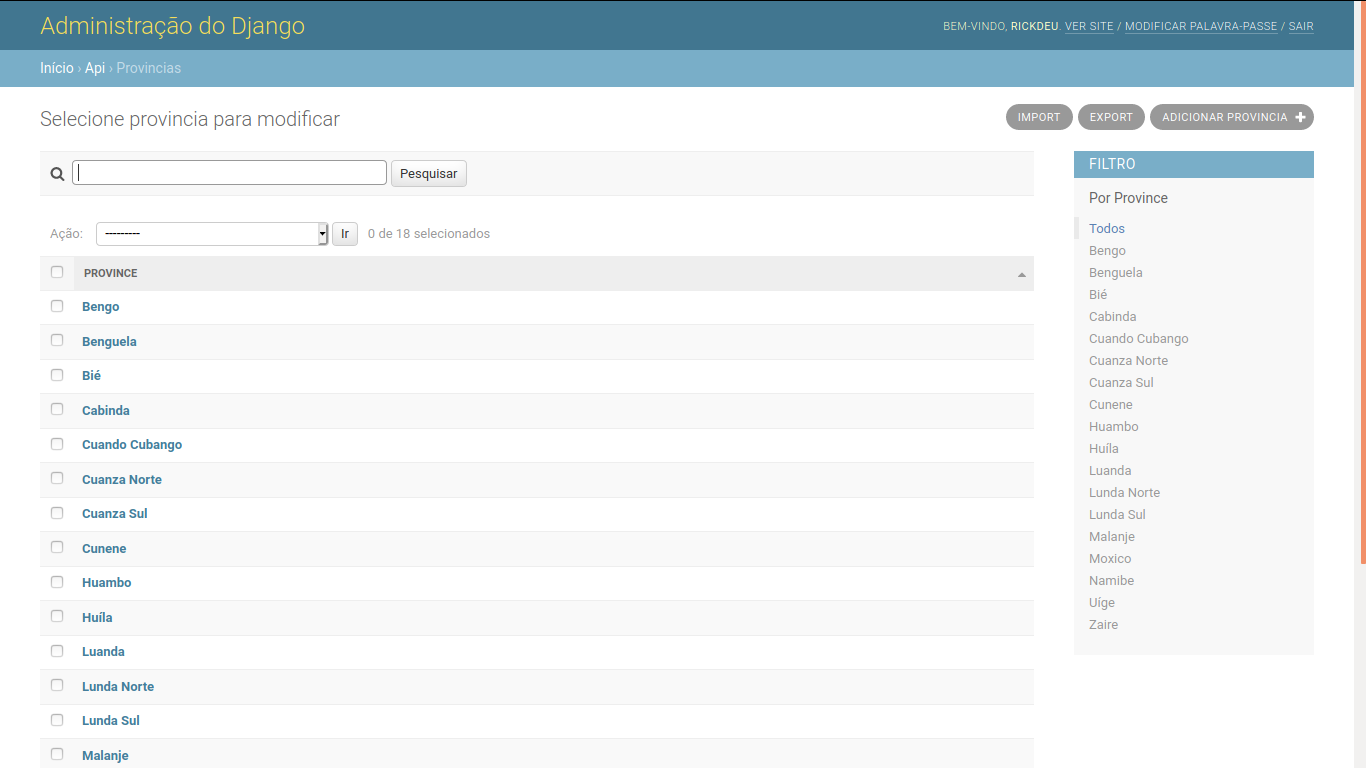 Administração do Django
BEM-VINDO, RICKDEU. VER SITE / MODIFICAR PALAVRA-PASSE / SAIR
Início › Api › Provincias
Selecione provincia para modificar
IMPORT
EXPORT
ADICIONAR PROVINCIA
Pesquisar
Ação:
---------
Ir
0 de 18 selecionados
PROVINCE
Bengo
Benguela
Bié
Cabinda
Cuando Cubango
Cuanza Norte
Cuanza Sul
Cunene
Huambo
Huíla
Luanda
Lunda Norte
Lunda Sul
Malanje
FILTRO
Por Province
Todos
Bengo
Benguela
Bié
Cabinda
Cuando Cubango
Cuanza Norte
Cuanza Sul
Cunene
Huambo
Huíla
Luanda
Lunda Norte
Lunda Sul
Malanje
Moxico
Namibe
Uíge
Zaire